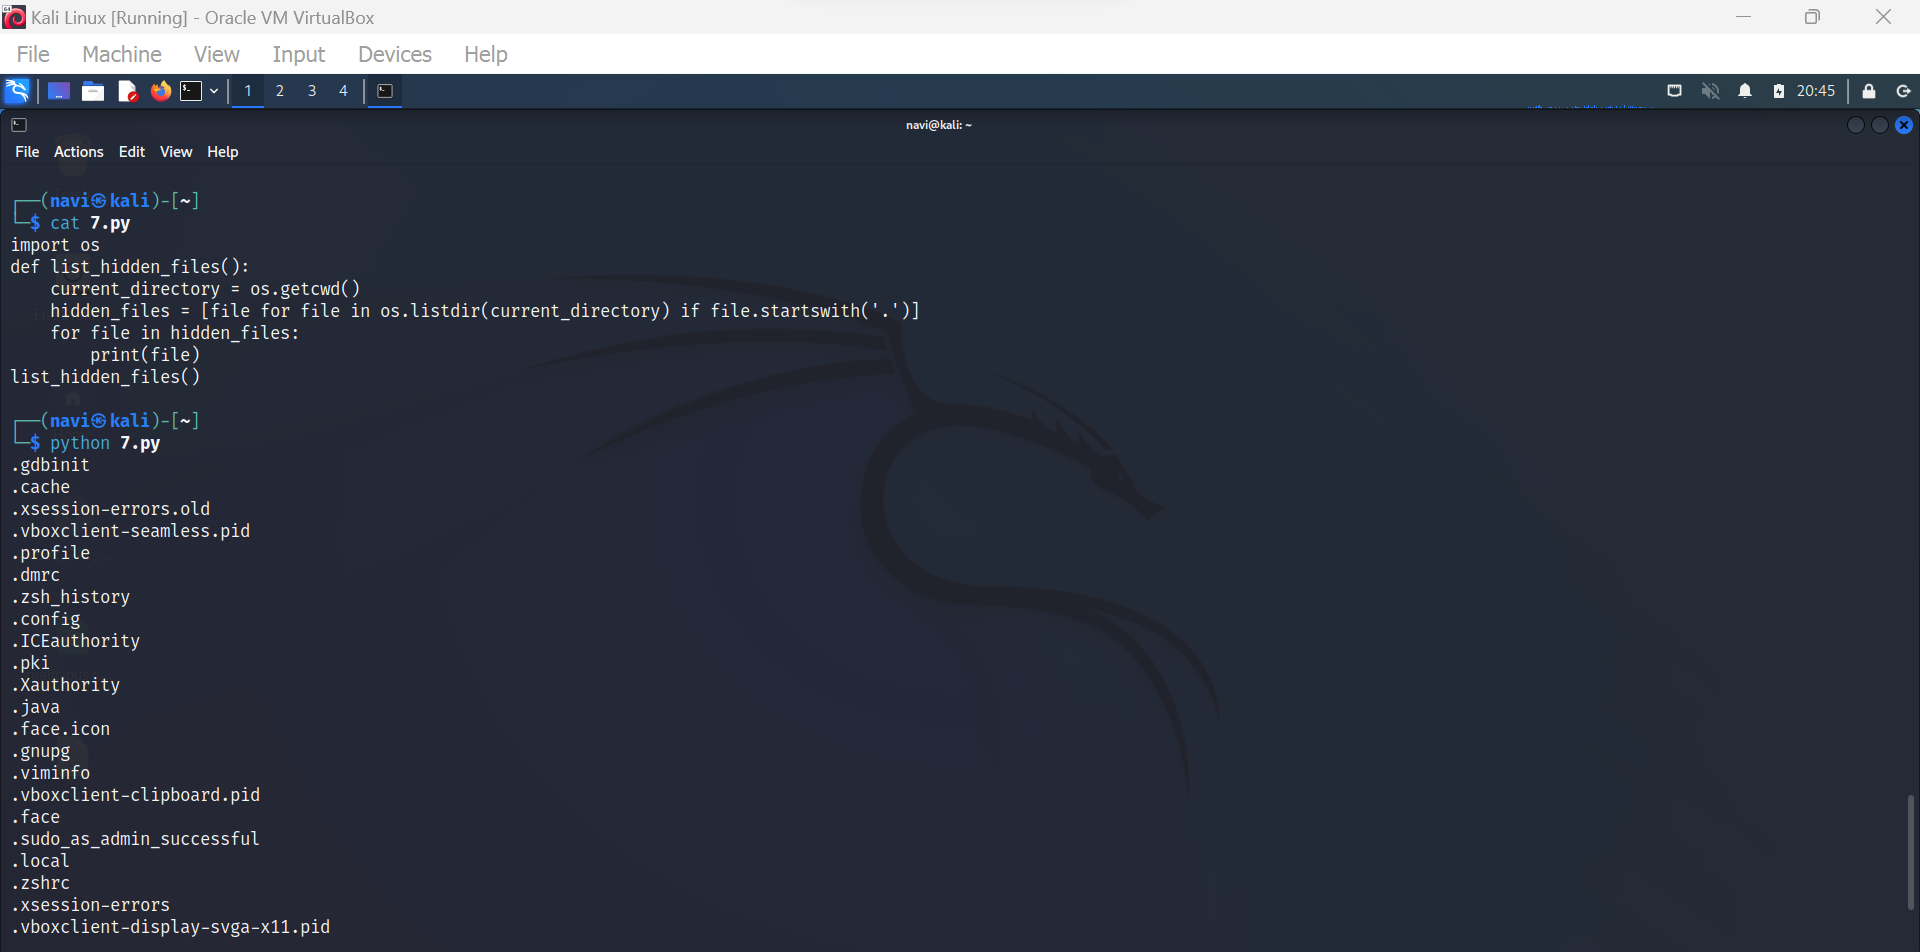 Kali Linux [Running] - Oracle VM VirtualBox
File Machine View Input Devices Help
1 2 3 4 20:45
navi@kali: ~
File Actions Edit View Help
┌──(navi㉿kali)-[~]
└─$ cat 7.py
import os
def list_hidden_files():
    current_directory = os.getcwd()
    hidden_files = [file for file in os.listdir(current_directory) if file.startswith('.')]
    for file in hidden_files:
        print(file)
list_hidden_files()
┌──(navi㉿kali)-[~]
└─$ python 7.py
.gdbinit
.cache
.xsession-errors.old
.vboxclient-seamless.pid
.profile
.dmrc
.zsh_history
.config
.ICEauthority
.pki
.Xauthority
.java
.face.icon
.gnupg
.viminfo
.vboxclient-clipboard.pid
.face
.sudo_as_admin_successful
.local
.zshrc
.xsession-errors
.vboxclient-display-svga-x11.pid